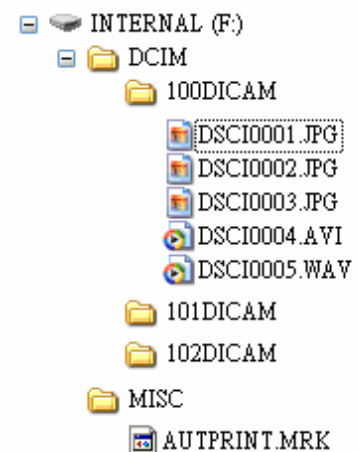 INTERNAL (F:)
DCIM
100DICAM
DSCI0001.JPG
DSCI0002.JPG
DSCI0003.JPG
DSCI0004.AVI
DSCI0005.WAV
101DICAM
102DICAM
MISC
AUTPRINT.MRK